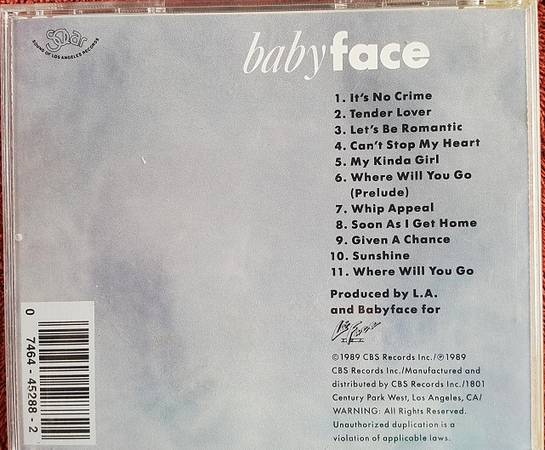 Solar
SOUND OF LOS ANGELES RECORDS
babyface
1. It's No Crime
2. Tender Lover
3. Let's Be Romantic
4. Can't Stop My Heart
5. My Kinda Girl
6. Where Will You Go
(Prelude)
7. Whip Appeal
8. Soon As I Get Home
9. Given A Chance
10. Sunshine
11. Where Will You Go
Produced by L.A.
and Babyface for
©1989 CBS Records Inc./℗1989
CBS Records Inc./Manufactured and
distributed by CBS Records Inc./1801
Century Park West, Los Angeles, CA/
WARNING: All Rights Reserved.
Unauthorized duplication is a
violation of applicable laws.
0 7464-45288-2